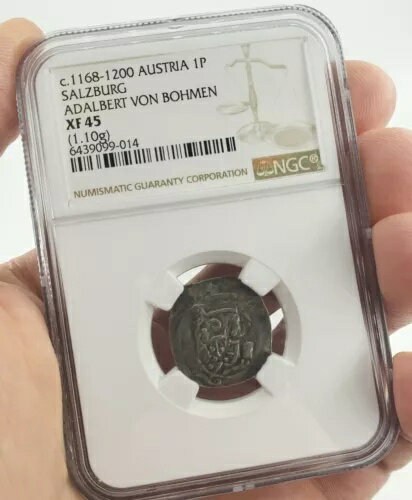 c.1168-1200 AUSTRIA 1P
SALZBURG
ADALBERT VON BOHMEN
XF 45
(1.10g)
6439099-014
NUMISMATIC GUARANTY CORPORATION
NGC®